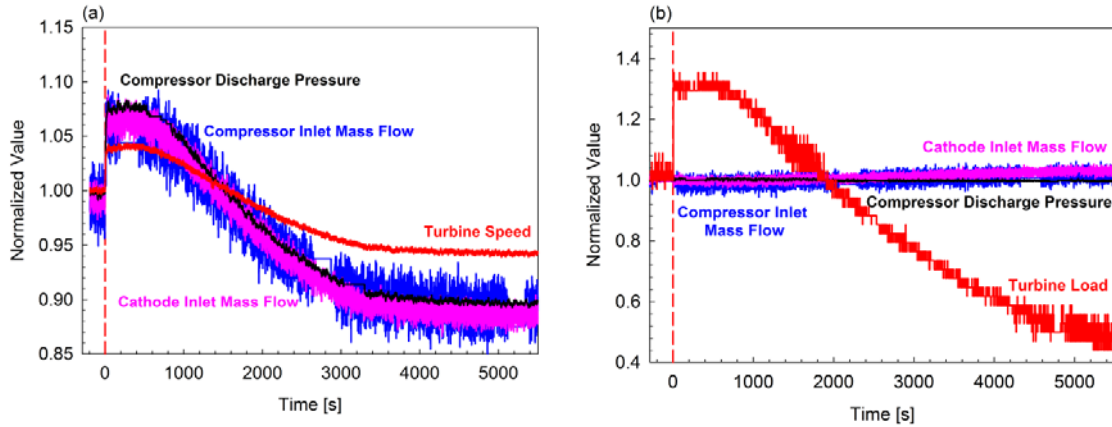 (a)
1.15
1.10
1.05
1.00
0.95
0.90
0.85
Normalized Value
Compressor Discharge Pressure
Compressor Inlet Mass Flow
Turbine Speed
Cathode Inlet Mass Flow
0 1000 2000 3000 4000 5000
Time [s]
(b)
1.4
1.2
1.0
0.8
0.6
0.4
Normalized Value
Cathode Inlet Mass Flow
Compressor Discharge Pressure
Compressor Inlet
Mass Flow
Turbine Load
0 1000 2000 3000 4000 5000
Time [s]